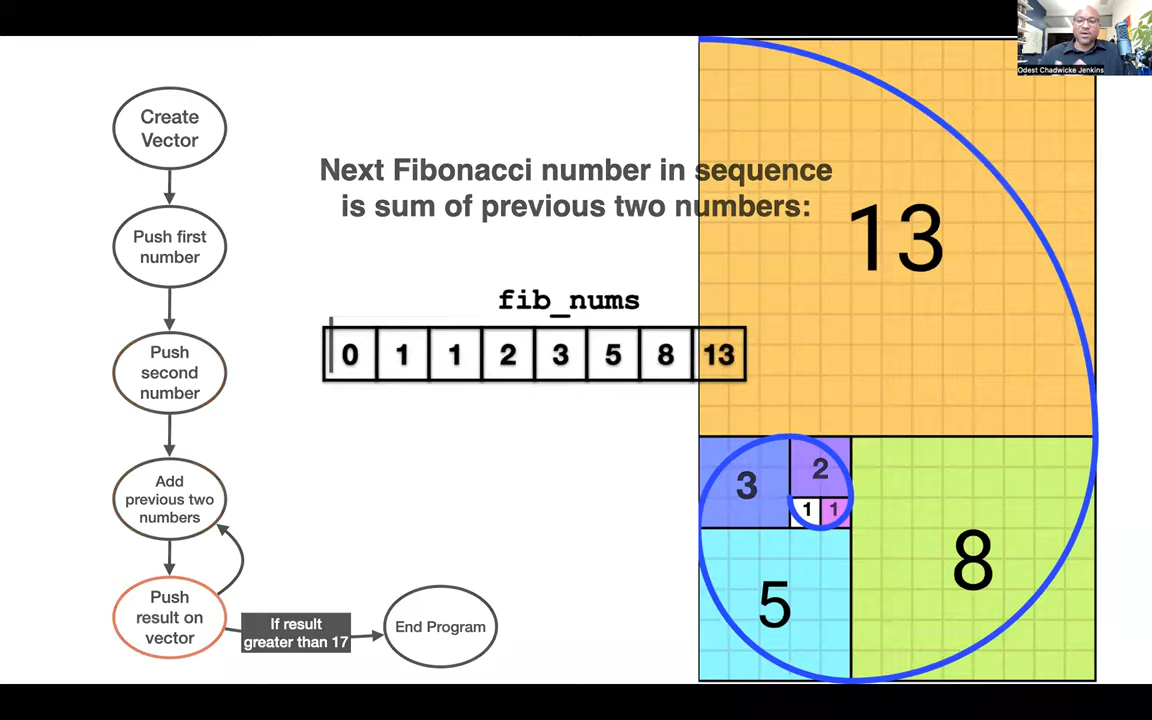 Odest Chadwicke Jenkins
Create
Vector
Push first
number
Push
second
number
Add
previous two
numbers
Push
result on
vector
If result
greater than 17
End Program
Next Fibonacci number in sequence
is sum of previous two numbers:
fib_nums
0 1 1 2 3 5 8 13
13
3
2
1 1
5
8